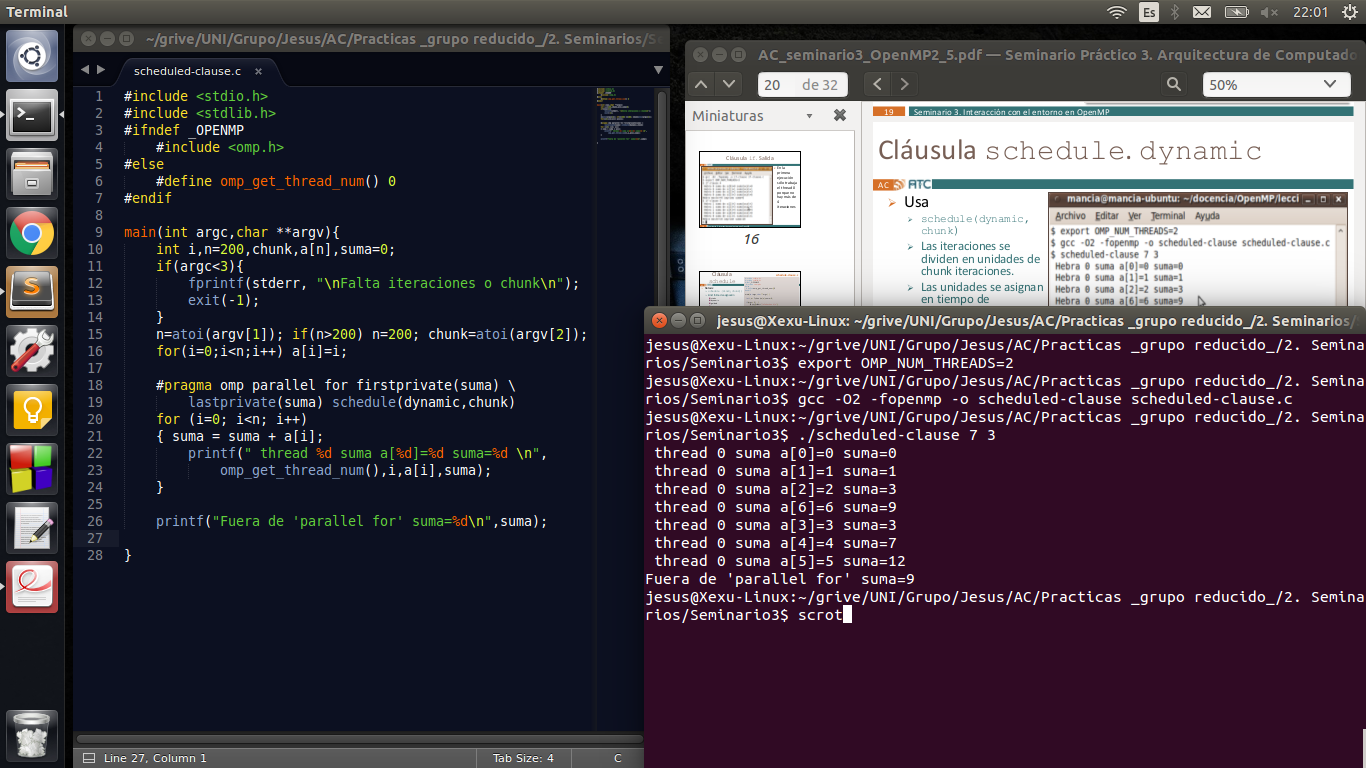 Terminal
Es
22:01
~/grive/UNI/Grupo/Jesus/AC/Practicas _grupo reducido_/2. Seminarios/S
scheduled-clause.c ×
1 #include <stdio.h>
2 #include <stdlib.h>
3 #ifndef _OPENMP
4 #include <omp.h>
5 #else
6 #define omp_get_thread_num() 0
7 #endif
8
9 main(int argc,char **argv){
10 int i,n=200,chunk,a[n],suma=0;
11 if(argc<3){
12 fprintf(stderr, "\nFalta iteraciones o chunk\n");
13 exit(-1);
14 }
15 n=atoi(argv[1]); if(n>200) n=200; chunk=atoi(argv[2]);
16 for(i=0;i<n;i++) a[i]=i;
17
18 #pragma omp parallel for firstprivate(suma) \
19 lastprivate(suma) schedule(dynamic,chunk)
20 for (i=0; i<n; i++)
21 { suma = suma + a[i];
22 printf(" thread %d suma a[%d]=%d suma=%d \n",
23 omp_get_thread_num(),i,a[i],suma);
24 }
25
26 printf("Fuera de 'parallel for' suma=%d\n",suma);
27
28 }
Line 27, Column 1
Tab Size: 4
C
AC_seminario3_OpenMP2_5.pdf — Seminario Práctico 3. Arquitectura de Computado
20 de 32
50%
Miniaturas
Cláusula if. Salida
16
Cláusula
schedule
19 Seminario 3. Interacción con el entorno en OpenMP
Cláusula schedule. dynamic
AC ATC
Usa
schedule(dynamic,
chunk)
Las iteraciones se
dividen en unidades de
chunk iteraciones.
Las unidades se asignan
en tiempo de
mancia@mancia-ubuntu: ~/docencia/OpenMP/lecci
Archivo Editar Ver Terminal Ayuda
$ export OMP_NUM_THREADS=2
$ gcc -O2 -fopenmp -o scheduled-clause scheduled-clause.c
$ scheduled-clause 7 3
Hebra 0 suma a[0]=0 suma=0
Hebra 0 suma a[1]=1 suma=1
Hebra 0 suma a[2]=2 suma=3
Hebra 0 suma a[6]=6 suma=9
jesus@Xexu-Linux: ~/grive/UNI/Grupo/Jesus/AC/Practicas _grupo reducido_/2. Seminarios/
jesus@Xexu-Linux:~/grive/UNI/Grupo/Jesus/AC/Practicas _grupo reducido_/2. Semina
rios/Seminario3$ export OMP_NUM_THREADS=2
jesus@Xexu-Linux:~/grive/UNI/Grupo/Jesus/AC/Practicas _grupo reducido_/2. Semina
rios/Seminario3$ gcc -O2 -fopenmp -o scheduled-clause scheduled-clause.c
jesus@Xexu-Linux:~/grive/UNI/Grupo/Jesus/AC/Practicas _grupo reducido_/2. Semina
rios/Seminario3$ ./scheduled-clause 7 3
thread 0 suma a[0]=0 suma=0
thread 0 suma a[1]=1 suma=1
thread 0 suma a[2]=2 suma=3
thread 0 suma a[6]=6 suma=9
thread 0 suma a[3]=3 suma=3
thread 0 suma a[4]=4 suma=7
thread 0 suma a[5]=5 suma=12
Fuera de 'parallel for' suma=9
jesus@Xexu-Linux:~/grive/UNI/Grupo/Jesus/AC/Practicas _grupo reducido_/2. Semina
rios/Seminario3$ scrot